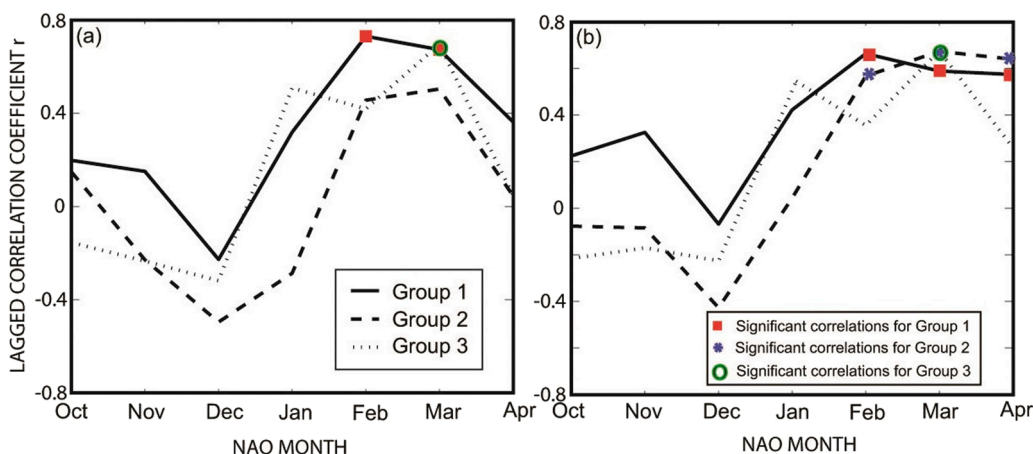 LAGGED CORRELATION COEFFICIENT r
0.8
0.4
0
-0.4
-0.8
(a)
Group 1
Group 2
Group 3
Oct Nov Dec Jan Feb Mar Apr
NAO MONTH
0.8
0.4
0
-0.4
-0.8
(b)
Significant correlations for Group 1
Significant correlations for Group 2
Significant correlations for Group 3
Oct Nov Dec Jan Feb Mar Apr
NAO MONTH